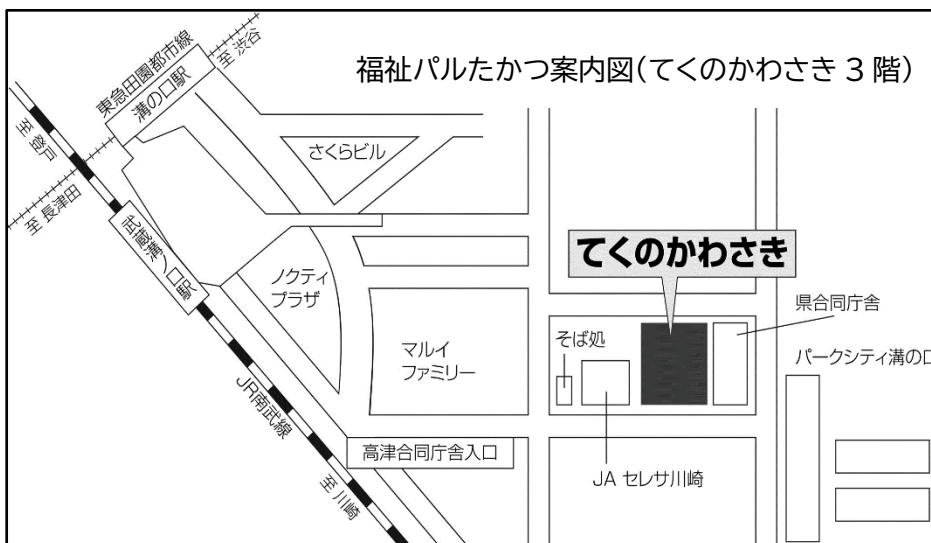 福祉パルたかつ案内図(てくのかわさき 3 階)
東急田園都市線
溝の口駅
至 渋谷
至 登戸
至 長津田
さくらビル
武蔵溝ノ口駅
ノクティ
プラザ
てくのかわさき
県合同庁舎
そば処
マルイ
ファミリー
パークシティ溝の口
JR南武線
高津合同庁舎入口
JA セレサ川崎
至 川崎